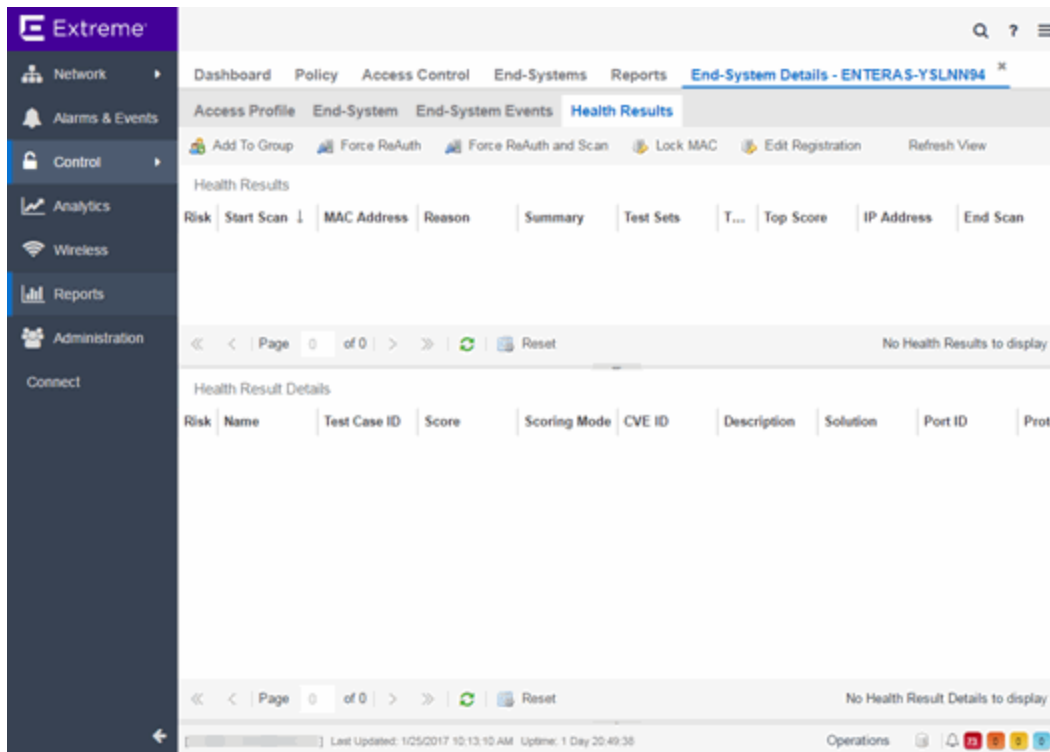 Extreme
?
Network
Alarms & Events
Control
Analytics
Wireless
Reports
Administration
Connect
Dashboard Policy Access Control End-Systems Reports End-System Details - ENTERAS-YSLNN94 ×
Access Profile End-System End-System Events Health Results
Add To Group Force ReAuth Force ReAuth and Scan Lock MAC Edit Registration Refresh View
Health Results
Risk Start Scan ↓ MAC Address Reason Summary Test Sets T... Top Score IP Address End Scan
Page 0 of 0 Reset No Health Results to display
Health Result Details
Risk Name Test Case ID Score Scoring Mode CVE ID Description Solution Port ID Prot
Page 0 of 0 Reset No Health Result Details to display
[ ] Last Updated: 1/25/2017 10:13:10 AM Uptime: 1 Day 20:49:38 Operations 73 0 0 0